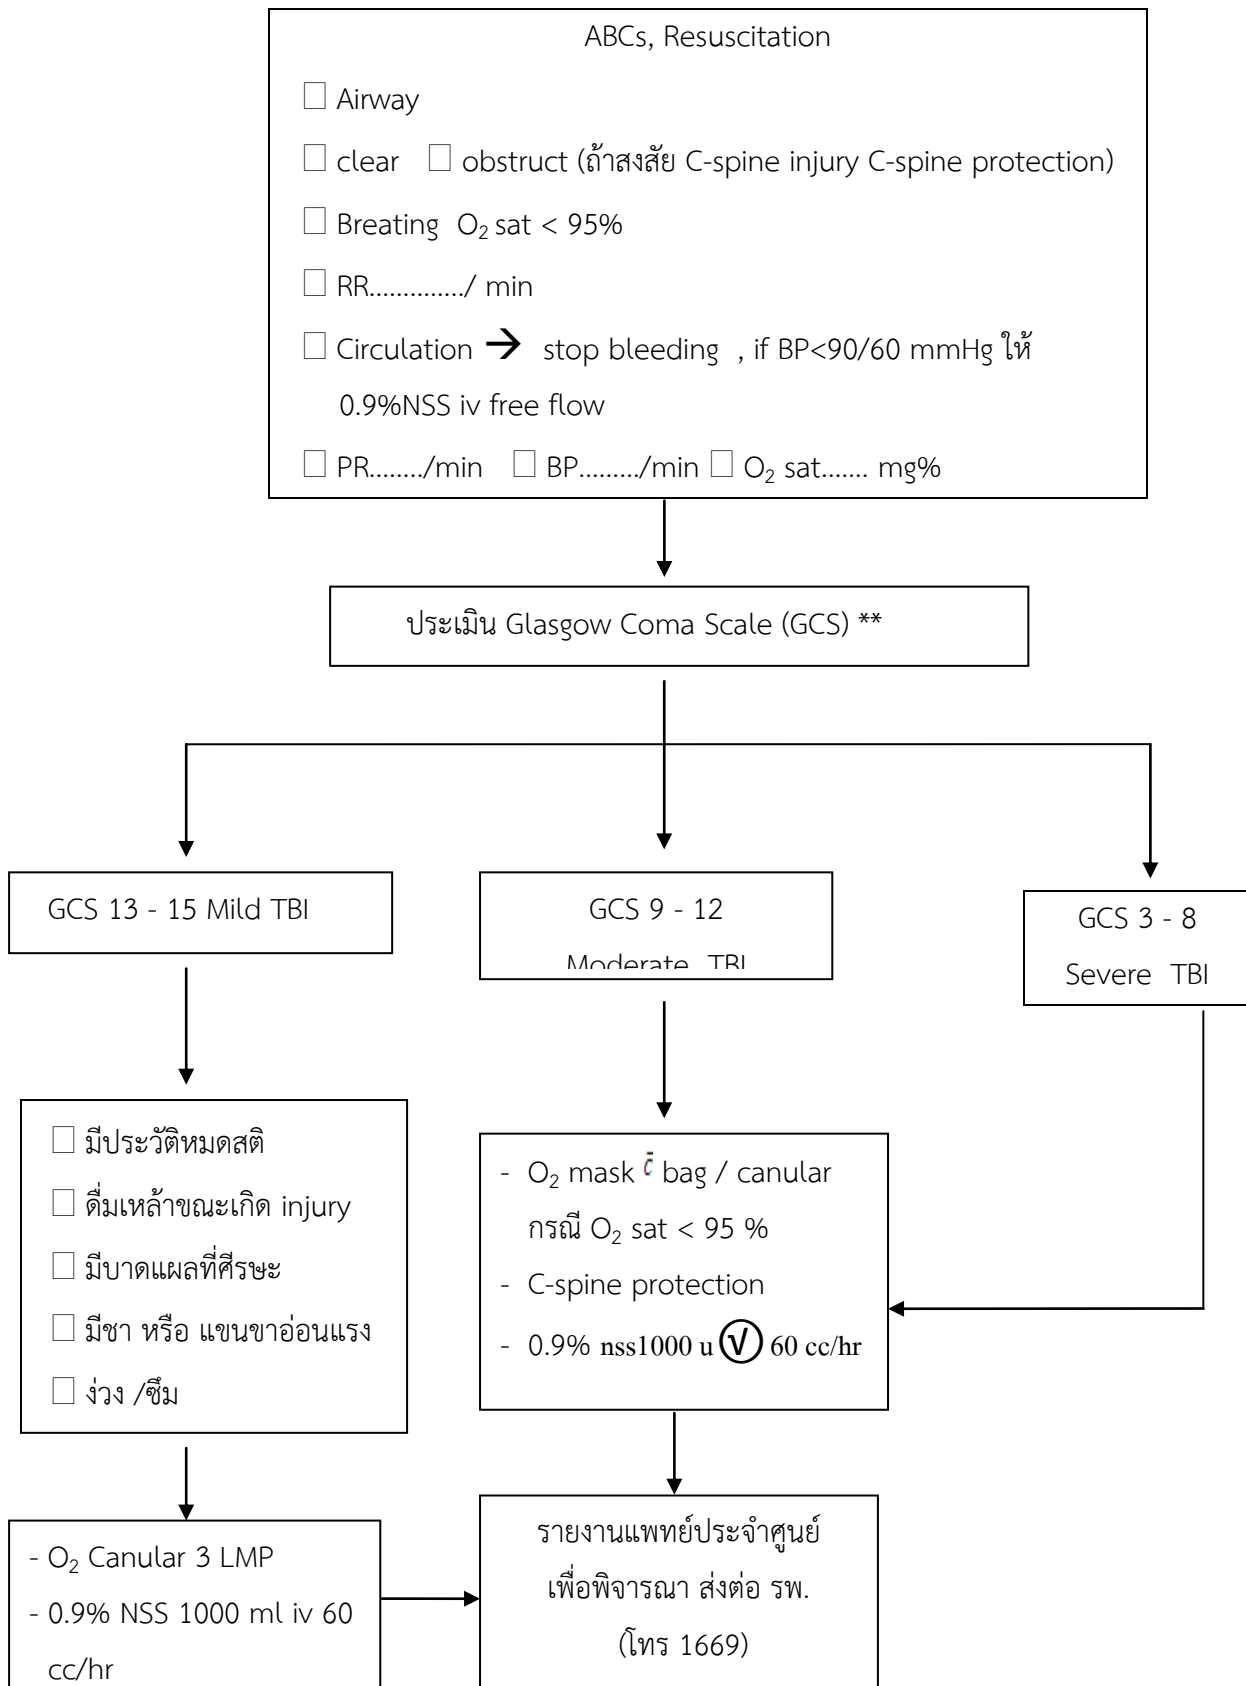 ABCs, Resuscitation
☐ Airway
☐ clear ☐ obstruct (ถ้าสงสัย C-spine injury C-spine protection)
☐ Breating O₂ sat < 95%
☐ RR............../ min
☐ Circulation → stop bleeding , if BP<90/60 mmHg ให้
0.9%NSS iv free flow
☐ PR......../min ☐ BP........./min ☐ O₂ sat....... mg%
ประเมิน Glasgow Coma Scale (GCS) **
GCS 13 - 15 Mild TBI
GCS 9 - 12
Moderate TBI
GCS 3 - 8
Severe TBI
☐ มีประวัติหมดสติ
☐ ดื่มเหล้าขณะเกิด injury
☐ มีบาดแผลที่ศีรษะ
☐ มีชา หรือ แขนขาอ่อนแรง
☐ ง่วง /ซึม
- O₂ mask c̄ bag / canular
กรณี O₂ sat < 95 %
- C-spine protection
- 0.9% nss1000 u Ⓥ 60 cc/hr
- O₂ Canular 3 LMP
- 0.9% NSS 1000 ml iv 60
cc/hr
รายงานแพทย์ประจำศูนย์
เพื่อพิจารณา ส่งต่อ รพ.
(โทร 1669)